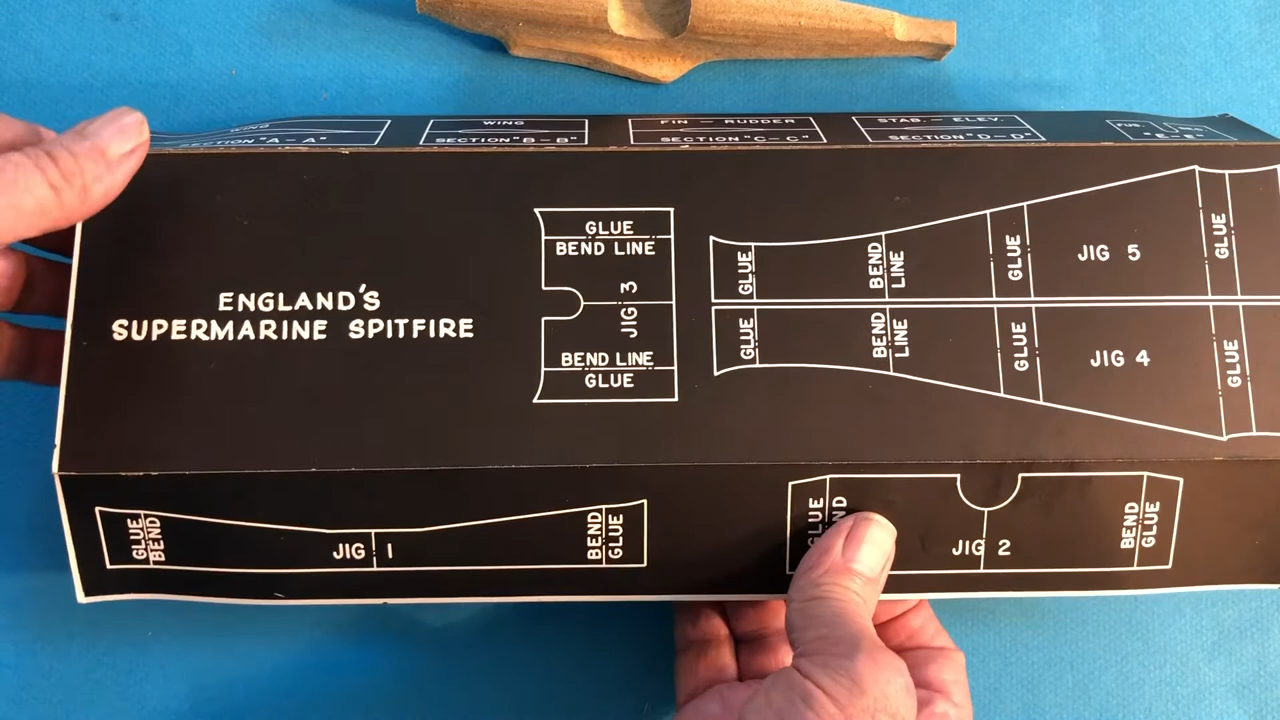 WING
SECTION "A-A"
WING
SECTION "B-B"
FIN - RUDDER
SECTION "C-C"
STAB. - ELEV.
SECTION "D-D"
FUS.
ENGLAND'S
SUPERMARINE SPITFIRE
GLUE
BEND LINE
JIG 3
BEND LINE
GLUE
GLUE
BEND
LINE
GLUE
JIG 5
GLUE
GLUE
BEND
LINE
GLUE
JIG 4
GLUE
GLUE
BEND
JIG 1
BEND
GLUE
GLUE
JIG 2
BEND
GLUE